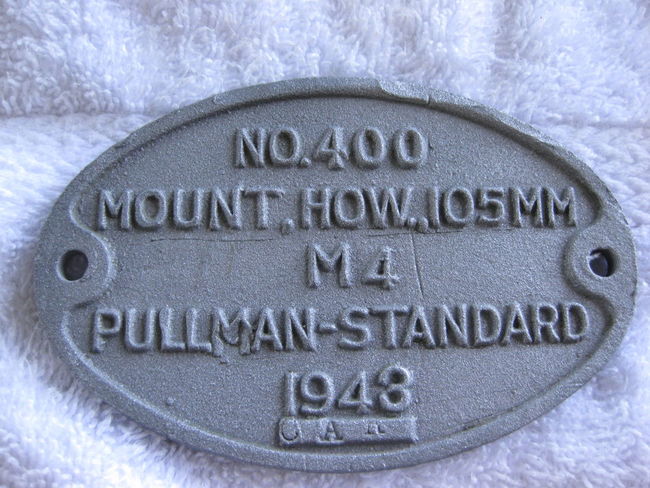 NO. 400
MOUNT, HOW., 105MM
M4
PULLMAN-STANDARD
1943